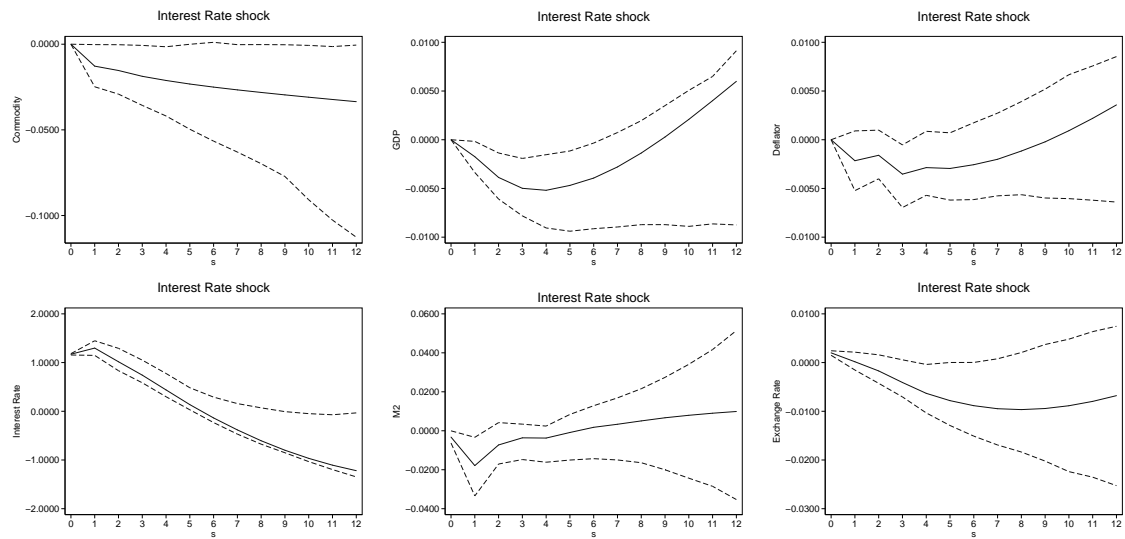 Interest Rate shock
Commodity
0.0000
−0.0500
−0.1000
0 1 2 3 4 5 6 7 8 9 10 11 12
s
Interest Rate shock
GDP
0.0100
0.0050
0.0000
−0.0050
−0.0100
0 1 2 3 4 5 6 7 8 9 10 11 12
s
Interest Rate shock
Deflator
0.0100
0.0050
0.0000
−0.0050
−0.0100
0 1 2 3 4 5 6 7 8 9 10 11 12
s
Interest Rate shock
Interest Rate
2.0000
1.0000
0.0000
−1.0000
−2.0000
0 1 2 3 4 5 6 7 8 9 10 11 12
s
Interest Rate shock
M2
0.0600
0.0400
0.0200
0.0000
−0.0200
−0.0400
0 1 2 3 4 5 6 7 8 9 10 11 12
s
Interest Rate shock
Exchange Rate
0.0100
0.0000
−0.0100
−0.0200
−0.0300
0 1 2 3 4 5 6 7 8 9 10 11 12
s